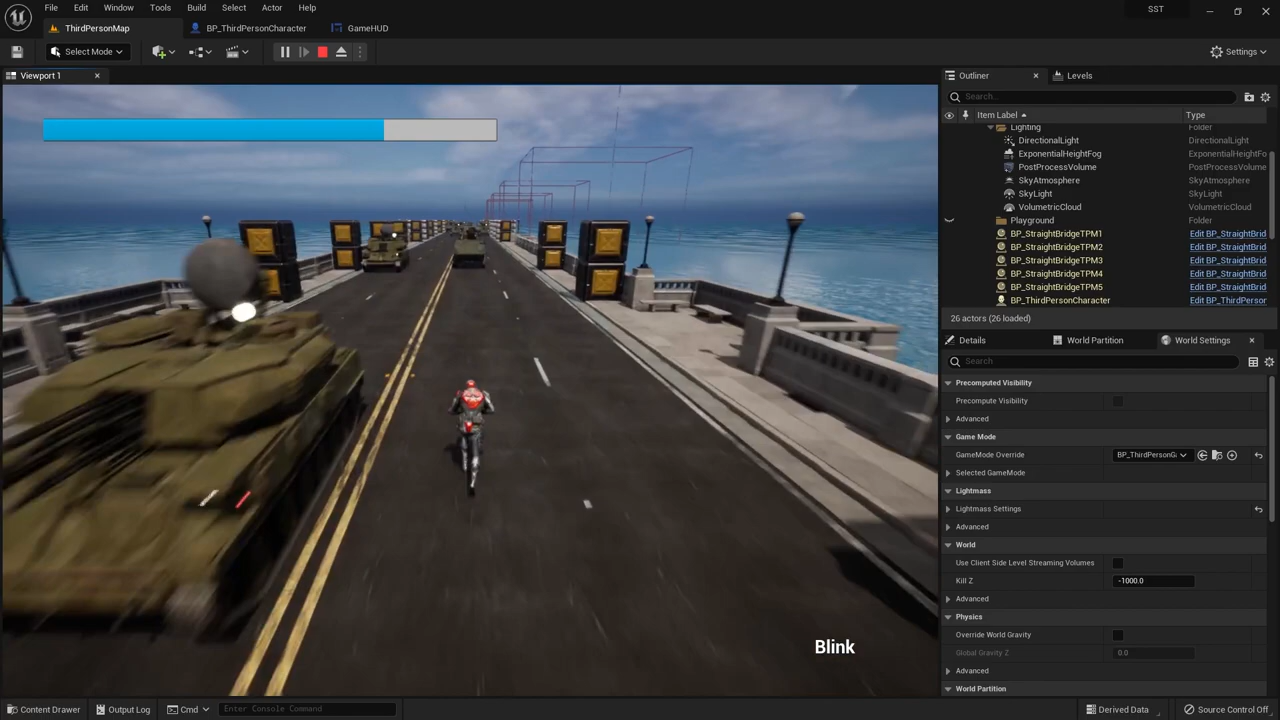 File Edit Window Tools Build Select Actor Help SST
ThirdPersonMap BP_ThirdPersonCharacter GameHUD
Select Mode Settings
Viewport 1
Outliner Levels
Search...
Item Label Type
Lighting Folder
DirectionalLight DirectionalLight
ExponentialHeightFog ExponentialHeightFo
PostProcessVolume PostProcessVolume
SkyAtmosphere SkyAtmosphere
SkyLight SkyLight
VolumetricCloud VolumetricCloud
Playground Folder
BP_StraightBridgeTPM1 Edit BP_StraightBrid
BP_StraightBridgeTPM2 Edit BP_StraightBrid
BP_StraightBridgeTPM3 Edit BP_StraightBrid
BP_StraightBridgeTPM4 Edit BP_StraightBrid
BP_StraightBridgeTPM5 Edit BP_StraightBrid
BP_ThirdPersonCharacter Edit BP_ThirdPerson
26 actors (26 loaded)
Details World Partition World Settings
Search
Precomputed Visibility
Precompute Visibility
Advanced
Game Mode
GameMode Override BP_ThirdPersonGa
Selected GameMode
Lightmass
Lightmass Settings
Advanced
World
Use Client Side Level Streaming Volumes
Kill Z -1000.0
Advanced
Physics
Override World Gravity
Global Gravity Z 0.0
Advanced
World Partition
Blink
Content Drawer Output Log Cmd Enter Console Command Derived Data Source Control Off